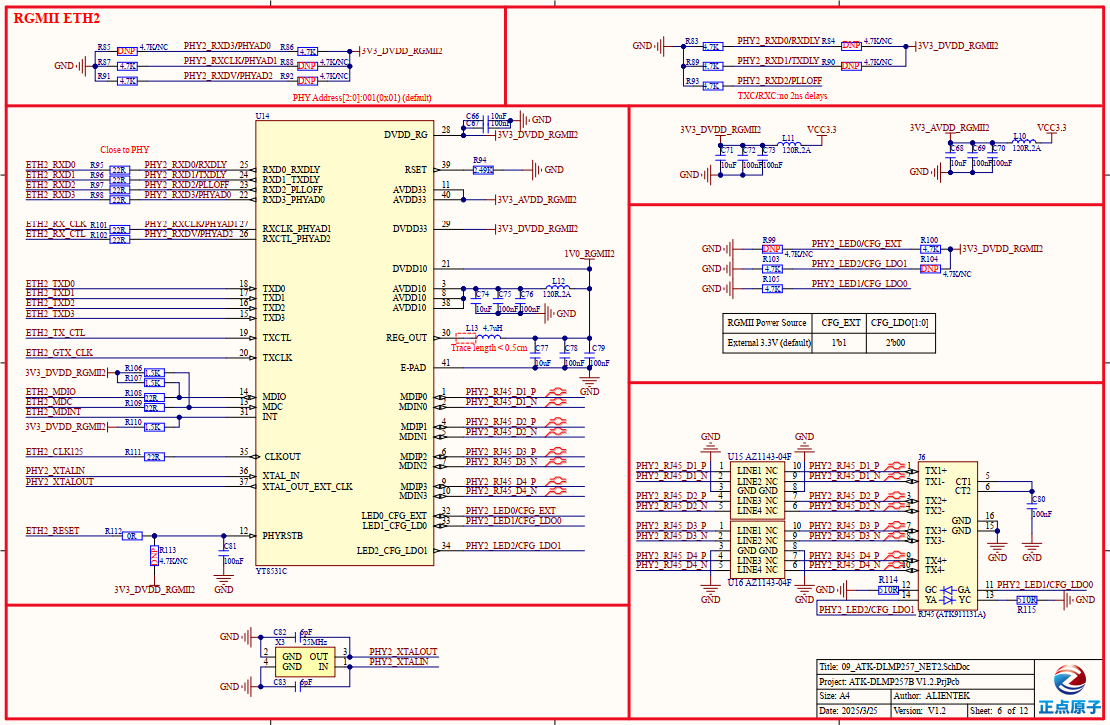 RGMII ETH2
R85 DNP 4.7K/NC PHY2_RXD3/PHYAD0 R86 4.7K 3V3_DVDD_RGMII2
GND R87 4.7K PHY2_RXCLK/PHYAD1 R88 DNP 4.7K/NC
R91 4.7K PHY2_RXDV/PHYAD2 R92 DNP 4.7K/NC
PHY Address[2:0]:001(0x01) (default)
GND R83 4.7K PHY2_RXD0/RXDLY R84 DNP 4.7K/NC 3V3_DVDD_RGMII2
R89 4.7K PHY2_RXD1/TXDLY R90 DNP 4.7K/NC
R93 4.7K PHY2_RXD2/PLLOFF
TXC/RXC:no 2ns delays
U14
Close to PHY
ETH2_RXD0 R95 22R PHY2_RXD0/RXDLY 25 RXD0_RXDLY
ETH2_RXD1 R96 22R PHY2_RXD1/TXDLY 24 RXD1_TXDLY
ETH2_RXD2 R97 22R PHY2_RXD2/PLLOFF 23 RXD2_PLLOFF
ETH2_RXD3 R98 22R PHY2_RXD3/PHYAD0 22 RXD3_PHYAD0
ETH2_RX_CLK R101 22R PHY2_RXCLK/PHYAD1 27 RXCLK_PHYAD1
ETH2_RX_CTL R102 22R PHY2_RXDV/PHYAD2 26 RXCTL_PHYAD2
ETH2_TXD0 18 TXD0
ETH2_TXD1 17 TXD1
ETH2_TXD2 16 TXD2
ETH2_TXD3 15 TXD3
ETH2_TX_CTL 19 TXCTL
ETH2_GTX_CLK 20 TXCLK
3V3_DVDD_RGMII2 R106 1.5K
R107 1.5K
ETH2_MDIO R108 22R 14 MDIO
ETH2_MDC R109 22R 13 MDC
ETH2_MDINT 31 INT
3V3_DVDD_RGMII2 R110 1.5K
ETH2_CLK125 R111 22R 35 CLKOUT
PHY2_XTALIN 36 XTAL_IN
PHY2_XTALOUT 37 XTAL_OUT_EXT_CLK
ETH2_RESET R112 0R 12 PHYRSTB
R113 DNP 4.7K/NC
C81 100nF
3V3_DVDD_RGMII2 GND
YT8531C
DVDD_RG 28 C66 10uF GND
C67 100nF
3V3_DVDD_RGMII2
RSET 39 R94 2.49K GND
AVDD33 11
AVDD33 40 3V3_AVDD_RGMII2
DVDD33 29 3V3_DVDD_RGMII2
1V0_RGMII2
DVDD10 21
AVDD10 3 L12 120R,2A
AVDD10 8 C74 C75 C76
AVDD10 38 10uF 100nF 100nF
GND
REG_OUT 30 L13 4.7uH
Trace length < 0.5cm
C77 C78 C79
10uF 100nF 100nF
E-PAD 41
GND
MDIP0 1 PHY2_RJ45_D1_P
MDIN0 2 PHY2_RJ45_D1_N
MDIP1 4 PHY2_RJ45_D2_P
MDIN1 5 PHY2_RJ45_D2_N
MDIP2 6 PHY2_RJ45_D3_P
MDIN2 7 PHY2_RJ45_D3_N
MDIP3 9 PHY2_RJ45_D4_P
MDIN3 10 PHY2_RJ45_D4_N
LED0_CFG_EXT 32 PHY2_LED0/CFG_EXT
LED1_CFG_LD0 33 PHY2_LED1/CFG_LDO0
LED2_CFG_LDO1 34 PHY2_LED2/CFG_LDO1
3V3_DVDD_RGMII2 L11 VCC3.3
C71 C72 C73 120R,2A
10uF 100nF 100nF
GND
3V3_AVDD_RGMII2 L10 VCC3.3
C68 C69 C70 120R,2A
10uF 100nF 100nF
GND
GND R99 DNP 4.7K/NC PHY2_LED0/CFG_EXT R100 4.7K 3V3_DVDD_RGMII2
GND R103 4.7K PHY2_LED2/CFG_LDO1 R104 DNP 4.7K/NC
GND R105 4.7K PHY2_LED1/CFG_LDO0
RGMII Power Source CFG_EXT CFG_LDO[1:0]
External 3.3V (default) 1'b1 2'b00
GND GND
U15 AZ1143-04F J6
PHY2_RJ45_D1_P 1 LINE1 NC 10 PHY2_RJ45_D1_P 1 TX1+
PHY2_RJ45_D1_N 2 LINE2 NC 9 PHY2_RJ45_D1_N 2 TX1-
3 GND GND 8
PHY2_RJ45_D2_P 4 LINE3 NC 7 PHY2_RJ45_D2_P 3 TX2+
PHY2_RJ45_D2_N 5 LINE4 NC 6 PHY2_RJ45_D2_N 4 TX2-
PHY2_RJ45_D3_P 1 LINE1 NC 10 PHY2_RJ45_D3_P 7 TX3+
PHY2_RJ45_D3_N 2 LINE2 NC 9 PHY2_RJ45_D3_N 8 TX3-
3 GND GND 8
PHY2_RJ45_D4_P 4 LINE3 NC 7 PHY2_RJ45_D4_P 9 TX4+
PHY2_RJ45_D4_N 5 LINE4 NC 6 PHY2_RJ45_D4_N 10 TX4-
U16 AZ1143-04F
GND GND
CT1 5
CT2 6
C80 100nF
GND 16
GND 15
GND GND
GND R114 510R 12 GC GA 11 PHY2_LED1/CFG_LDO0
14 YA YC 13 510R GND
PHY2_LED2/CFG_LDO1 RJ45 (ATK911131A) R115
C82 6pF
GND X3 25MHz
2 GND OUT 3 PHY2_XTALOUT
4 GND IN 1 PHY2_XTALIN
GND C83 6pF
Title: 09_ATK-DLMP257_NET2.SchDoc
Project: ATK-DLMP257B V1.2.PrjPcb
Size: A4 Author: ALIENTEK
Date: 2025/3/25 Version: V1.2 Sheet: 6 of 12
正点原子